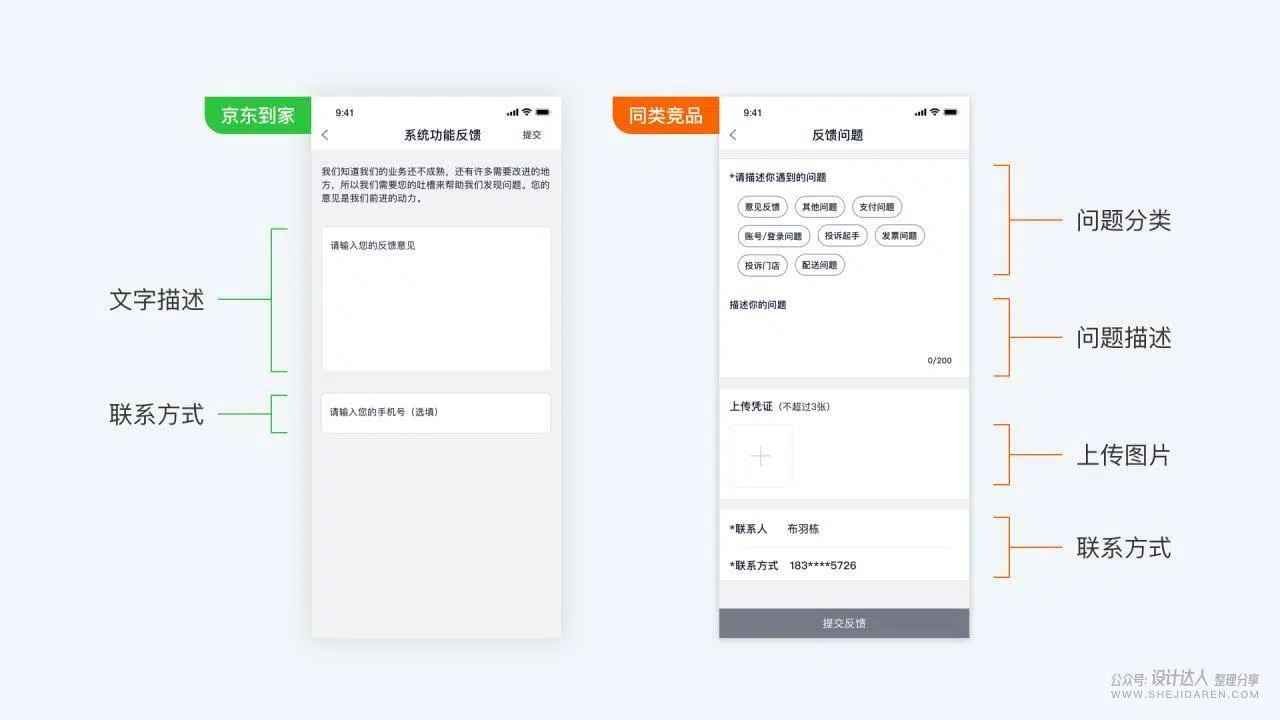 京东到家
9:41
系统功能反馈
提交
我们知道我们的业务还不成熟，还有许多需要改进的地
方，所以我们需要您的吐槽来帮助我们发现问题。您的
意见是我们前进的动力。
请输入您的反馈意见
请输入您的手机号（选填）
文字描述
联系方式
同类竞品
9:41
反馈问题
*请描述你遇到的问题
意见反馈 其他问题 支付问题
账号/登录问题 投诉起手 发票问题
投诉门店 配送问题
描述你的问题
0/200
上传凭证（不超过3张）
*联系人 布羽栋
*联系方式 183****5726
提交反馈
问题分类
问题描述
上传图片
联系方式
公众号: 设计达人 整理分享
WWW.SHEJIDAREN.COM